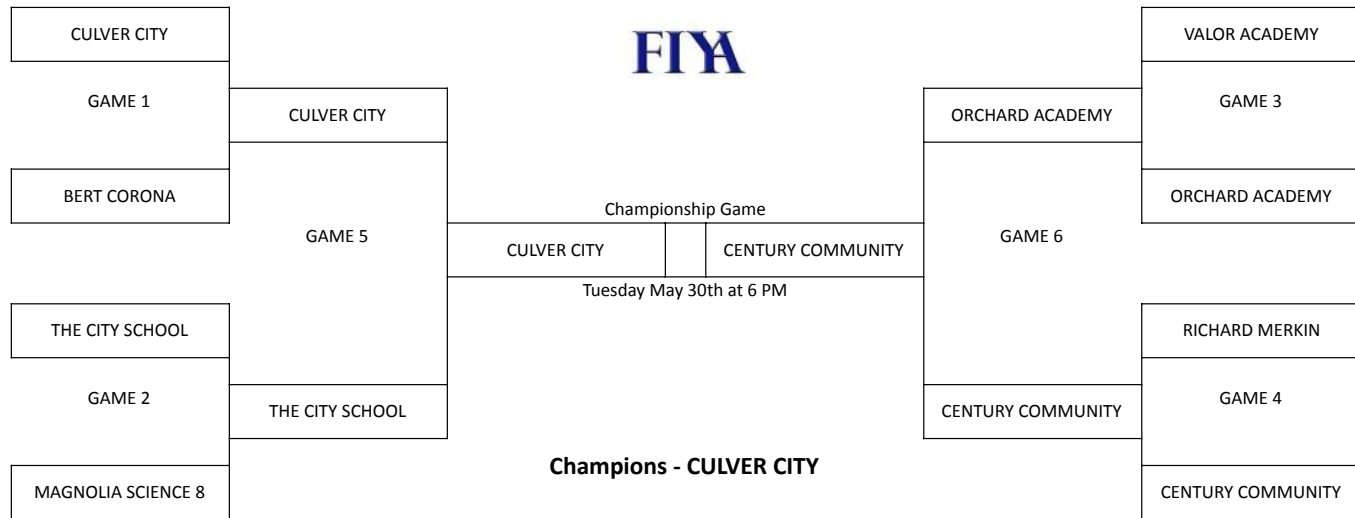 CULVER CITY
GAME 1
BERT CORONA
CULVER CITY
GAME 5
THE CITY SCHOOL
GAME 2
MAGNOLIA SCIENCE 8
THE CITY SCHOOL
FIYA
Championship Game
CULVER CITY
CENTURY COMMUNITY
Tuesday May 30th at 6 PM
Champions - CULVER CITY
ORCHARD ACADEMY
GAME 6
CENTURY COMMUNITY
VALOR ACADEMY
GAME 3
ORCHARD ACADEMY
RICHARD MERKIN
GAME 4
CENTURY COMMUNITY